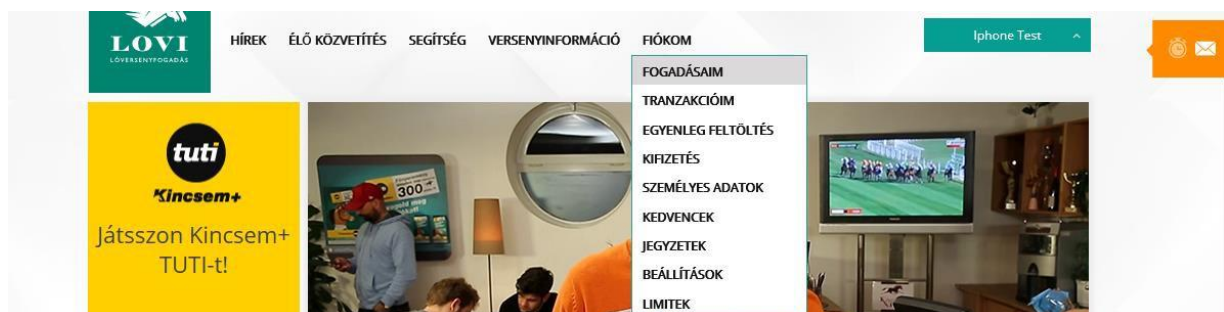 LOVI
LÓVERSENYFOGADÁS
HÍREK ÉLŐ KÖZVETÍTÉS SEGÍTSÉG VERSENYINFORMÁCIÓ FIÓKOM
Iphone Test
FOGADÁSAIM
TRANZAKCIÓIM
EGYENLEG FELTÖLTÉS
KIFIZETÉS
SZEMÉLYES ADATOK
KEDVENCEK
JEGYZETEK
BEÁLLÍTÁSOK
LIMITEK
tuti
Kincsem+
Játsszon Kincsem+
TUTI-t!
300